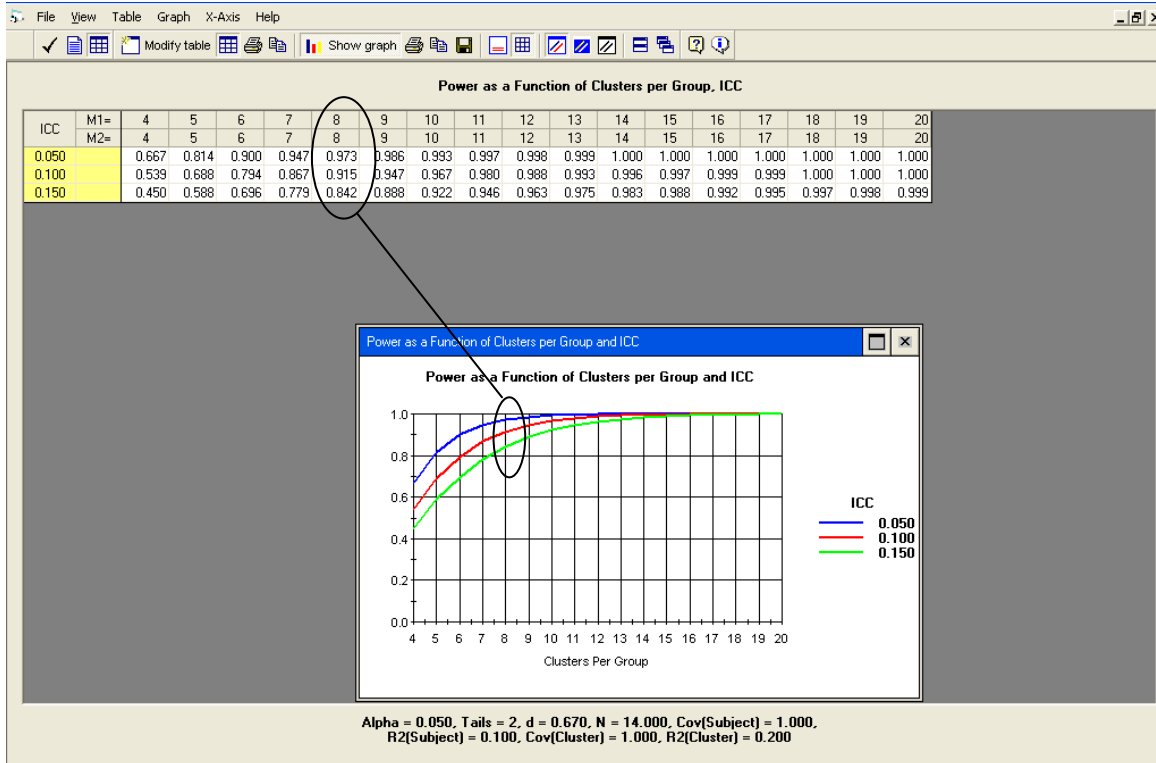 File View Table Graph X-Axis Help
Modify table Show graph
Power as a Function of Clusters per Group, ICC
ICC M1= 4 5 6 7 8 9 10 11 12 13 14 15 16 17 18 19 20
M2= 4 5 6 7 8 9 10 11 12 13 14 15 16 17 18 19 20
0.050 0.667 0.814 0.900 0.947 0.973 0.986 0.993 0.997 0.998 0.999 1.000 1.000 1.000 1.000 1.000 1.000 1.000
0.100 0.539 0.688 0.794 0.867 0.915 0.947 0.967 0.980 0.988 0.993 0.996 0.997 0.999 0.999 1.000 1.000 1.000
0.150 0.450 0.588 0.696 0.779 0.842 0.888 0.922 0.946 0.963 0.975 0.983 0.988 0.992 0.995 0.997 0.998 0.999
Power as a Function of Clusters per Group and ICC
Power as a Function of Clusters per Group and ICC
1.0
0.8
0.6
0.4
0.2
0.0
4 5 6 7 8 9 10 11 12 13 14 15 16 17 18 19 20
Clusters Per Group
ICC
0.050
0.100
0.150
Alpha = 0.050, Tails = 2, d = 0.670, N = 14.000, Cov(Subject) = 1.000,
R2(Subject) = 0.100, Cov(Cluster) = 1.000, R2(Cluster) = 0.200